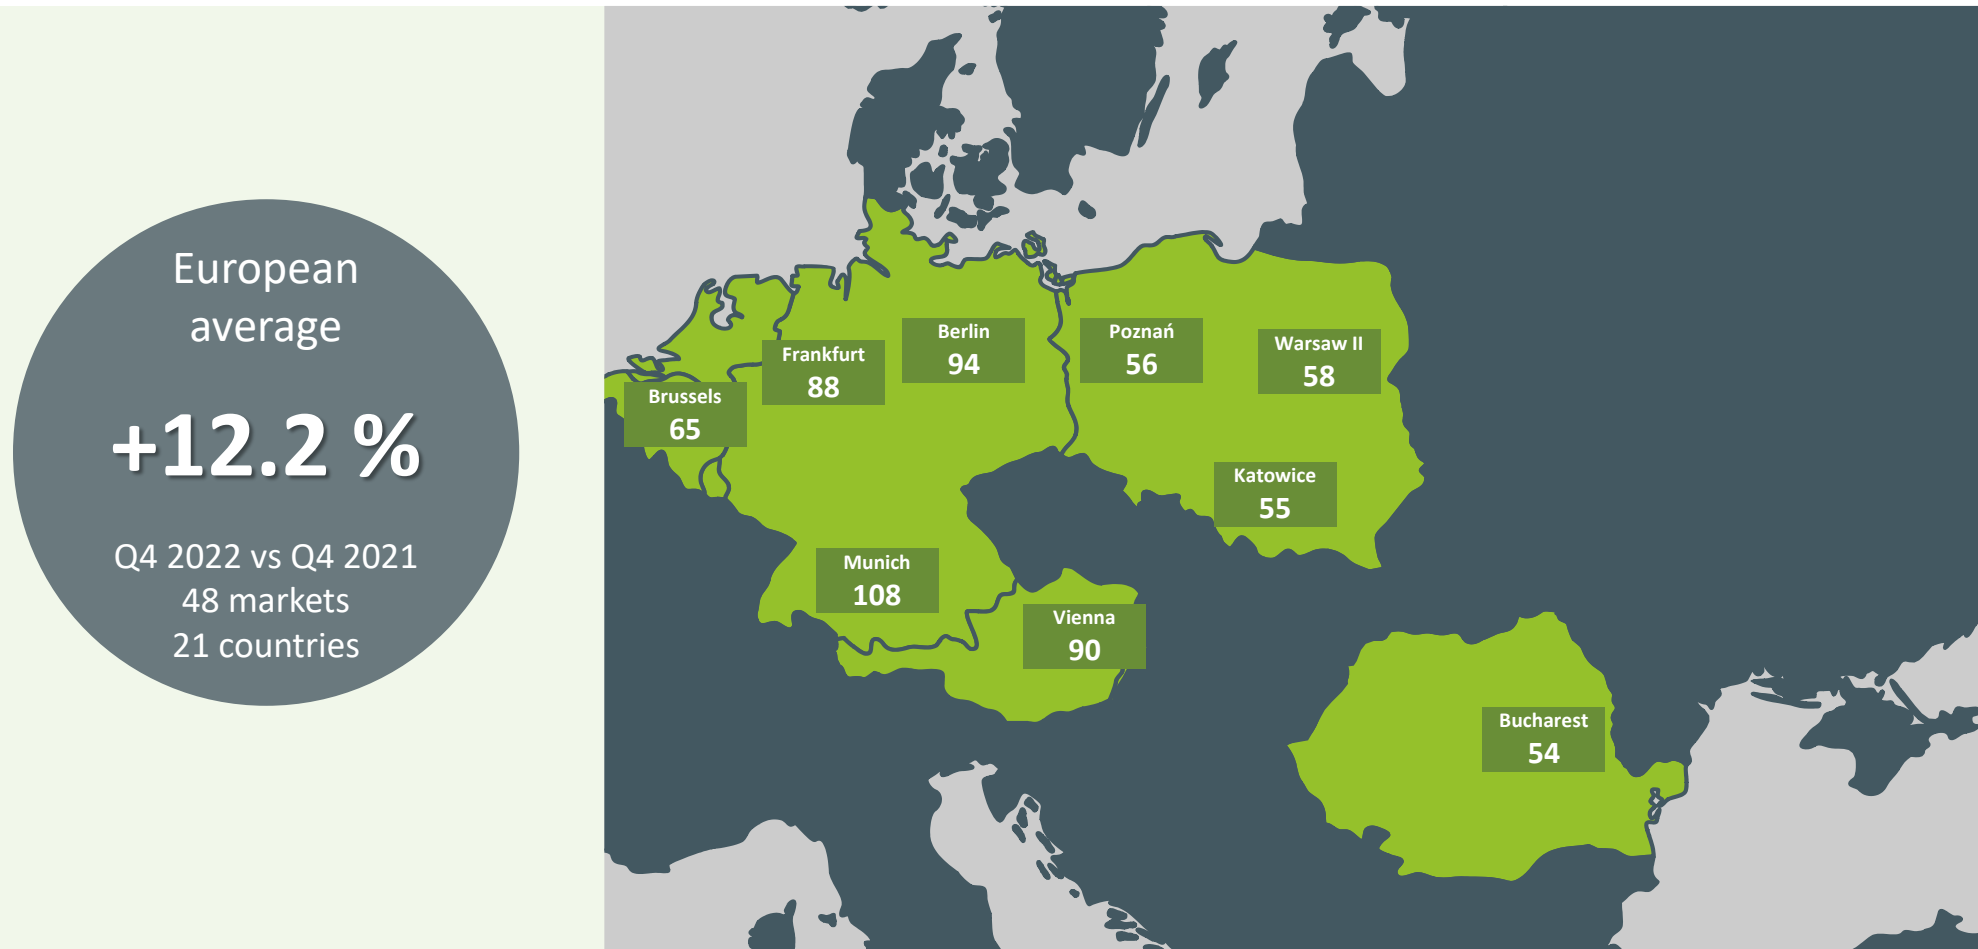 European
average
+12.2 %
Q4 2022 vs Q4 2021
48 markets
21 countries
Berlin
94
Poznań
56
Warsaw II
58
Frankfurt
88
Brussels
65
Katowice
55
Munich
108
Vienna
90
Bucharest
54